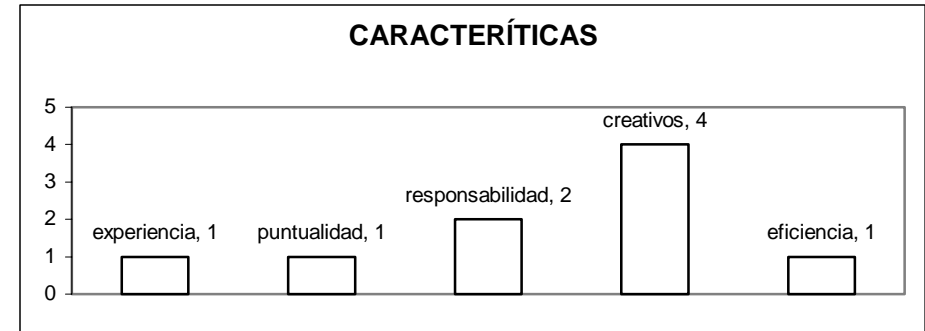 CARACTERÍTICAS
5
creativos, 4
4
3
responsabilidad, 2
2
experiencia, 1
puntualidad, 1
eficiencia, 1
1
0